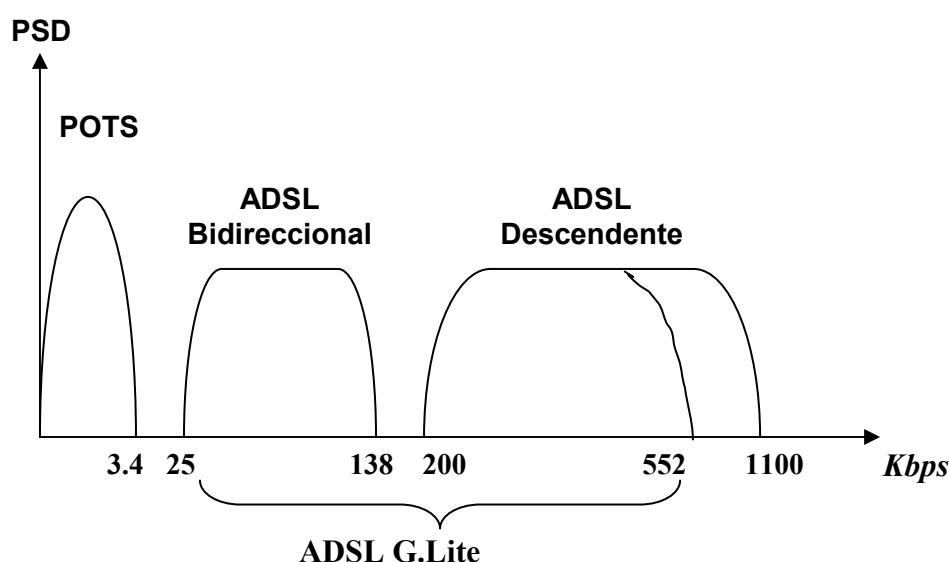 PSD
POTS
ADSL
Bidireccional
ADSL
Descendente
3.4 25 138 200 552 1100 Kbps
ADSL G.Lite